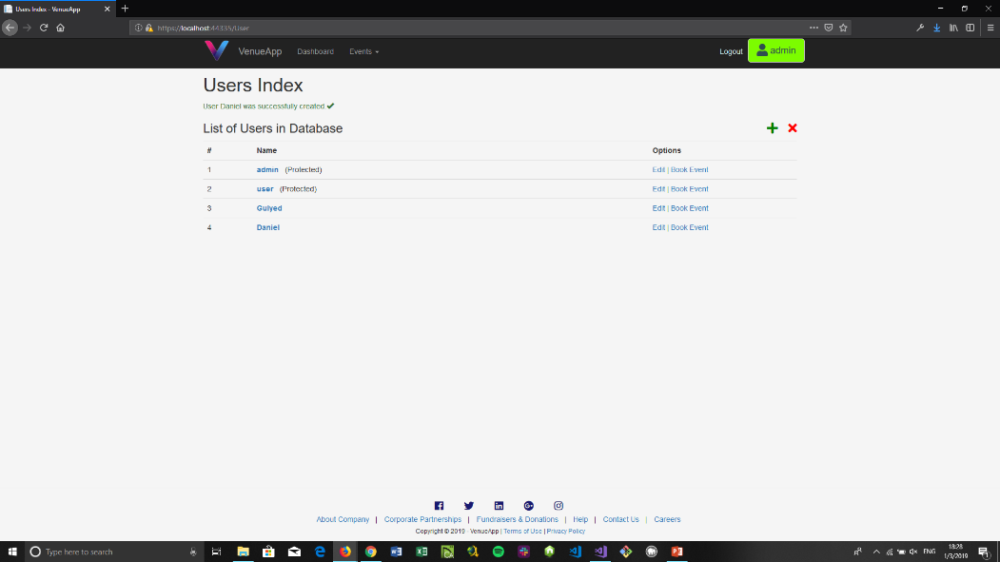 Users Index - VenueApp
https://localhost:44335/User
VenueApp Dashboard Events Logout admin
Users Index
User Daniel was successfully created
List of Users in Database
# Name Options
1 admin (Protected) Edit | Book Event
2 user (Protected) Edit | Book Event
3 Gulyed Edit | Book Event
4 Daniel Edit | Book Event
About Company | Corporate Partnerships | Fundraisers & Donations | Help | Contact Us | Careers
Copyright © 2019 - VenueApp | Terms of Use | Privacy Policy
Type here to search
ENG
18:28
1/3/2019